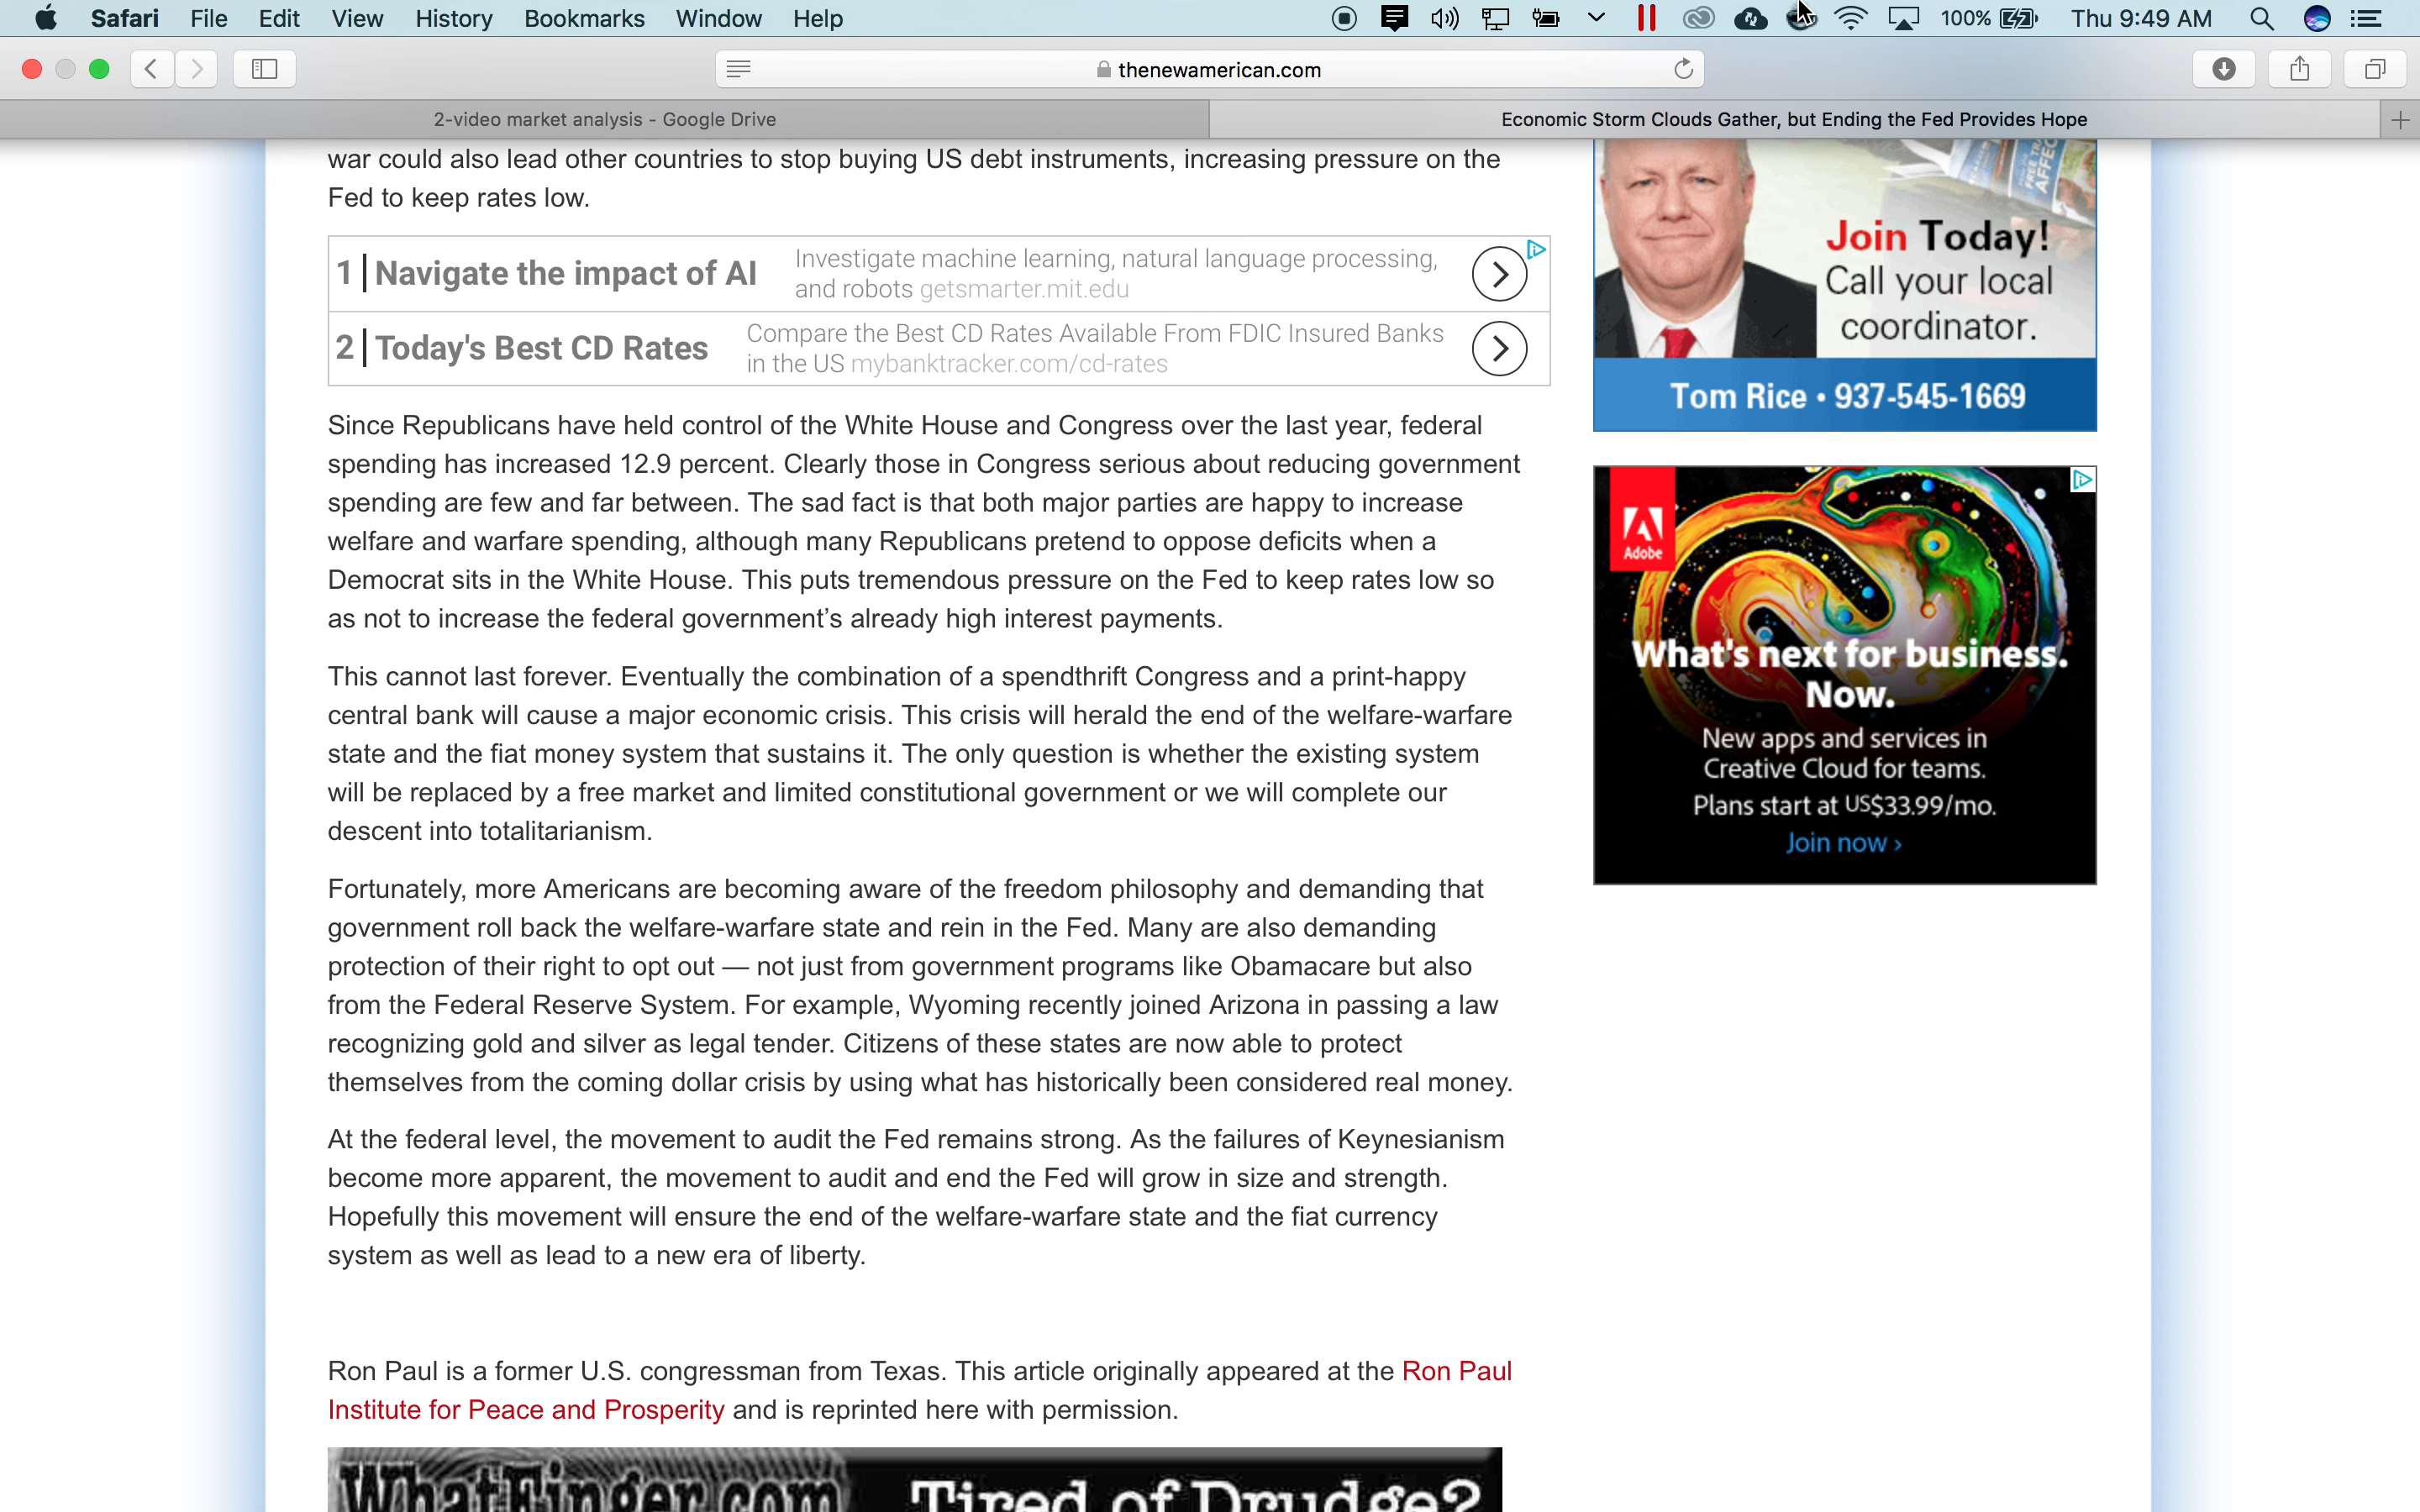 Safari File Edit View History Bookmarks Window Help 100% Thu 9:49 AM
thenewamerican.com
2-video market analysis - Google Drive
Economic Storm Clouds Gather, but Ending the Fed Provides Hope
war could also lead other countries to stop buying US debt instruments, increasing pressure on the
Fed to keep rates low.
1 Navigate the impact of AI
Investigate machine learning, natural language processing,
and robots getsmarter.mit.edu
2 Today's Best CD Rates
Compare the Best CD Rates Available From FDIC Insured Banks
in the US mybanktracker.com/cd-rates
Since Republicans have held control of the White House and Congress over the last year, federal
spending has increased 12.9 percent. Clearly those in Congress serious about reducing government
spending are few and far between. The sad fact is that both major parties are happy to increase
welfare and warfare spending, although many Republicans pretend to oppose deficits when a
Democrat sits in the White House. This puts tremendous pressure on the Fed to keep rates low so
as not to increase the federal government’s already high interest payments.
This cannot last forever. Eventually the combination of a spendthrift Congress and a print-happy
central bank will cause a major economic crisis. This crisis will herald the end of the welfare-warfare
state and the fiat money system that sustains it. The only question is whether the existing system
will be replaced by a free market and limited constitutional government or we will complete our
descent into totalitarianism.
Fortunately, more Americans are becoming aware of the freedom philosophy and demanding that
government roll back the welfare-warfare state and rein in the Fed. Many are also demanding
protection of their right to opt out — not just from government programs like Obamacare but also
from the Federal Reserve System. For example, Wyoming recently joined Arizona in passing a law
recognizing gold and silver as legal tender. Citizens of these states are now able to protect
themselves from the coming dollar crisis by using what has historically been considered real money.
At the federal level, the movement to audit the Fed remains strong. As the failures of Keynesianism
become more apparent, the movement to audit and end the Fed will grow in size and strength.
Hopefully this movement will ensure the end of the welfare-warfare state and the fiat currency
system as well as lead to a new era of liberty.
Ron Paul is a former U.S. congressman from Texas. This article originally appeared at the Ron Paul
Institute for Peace and Prosperity and is reprinted here with permission.
WhatFinger.com Tired of Drudge?
Join Today!
Call your local
coordinator.
Tom Rice • 937-545-1669
Adobe
What's next for business.
Now.
New apps and services in
Creative Cloud for teams.
Plans start at US$33.99/mo.
Join now ›